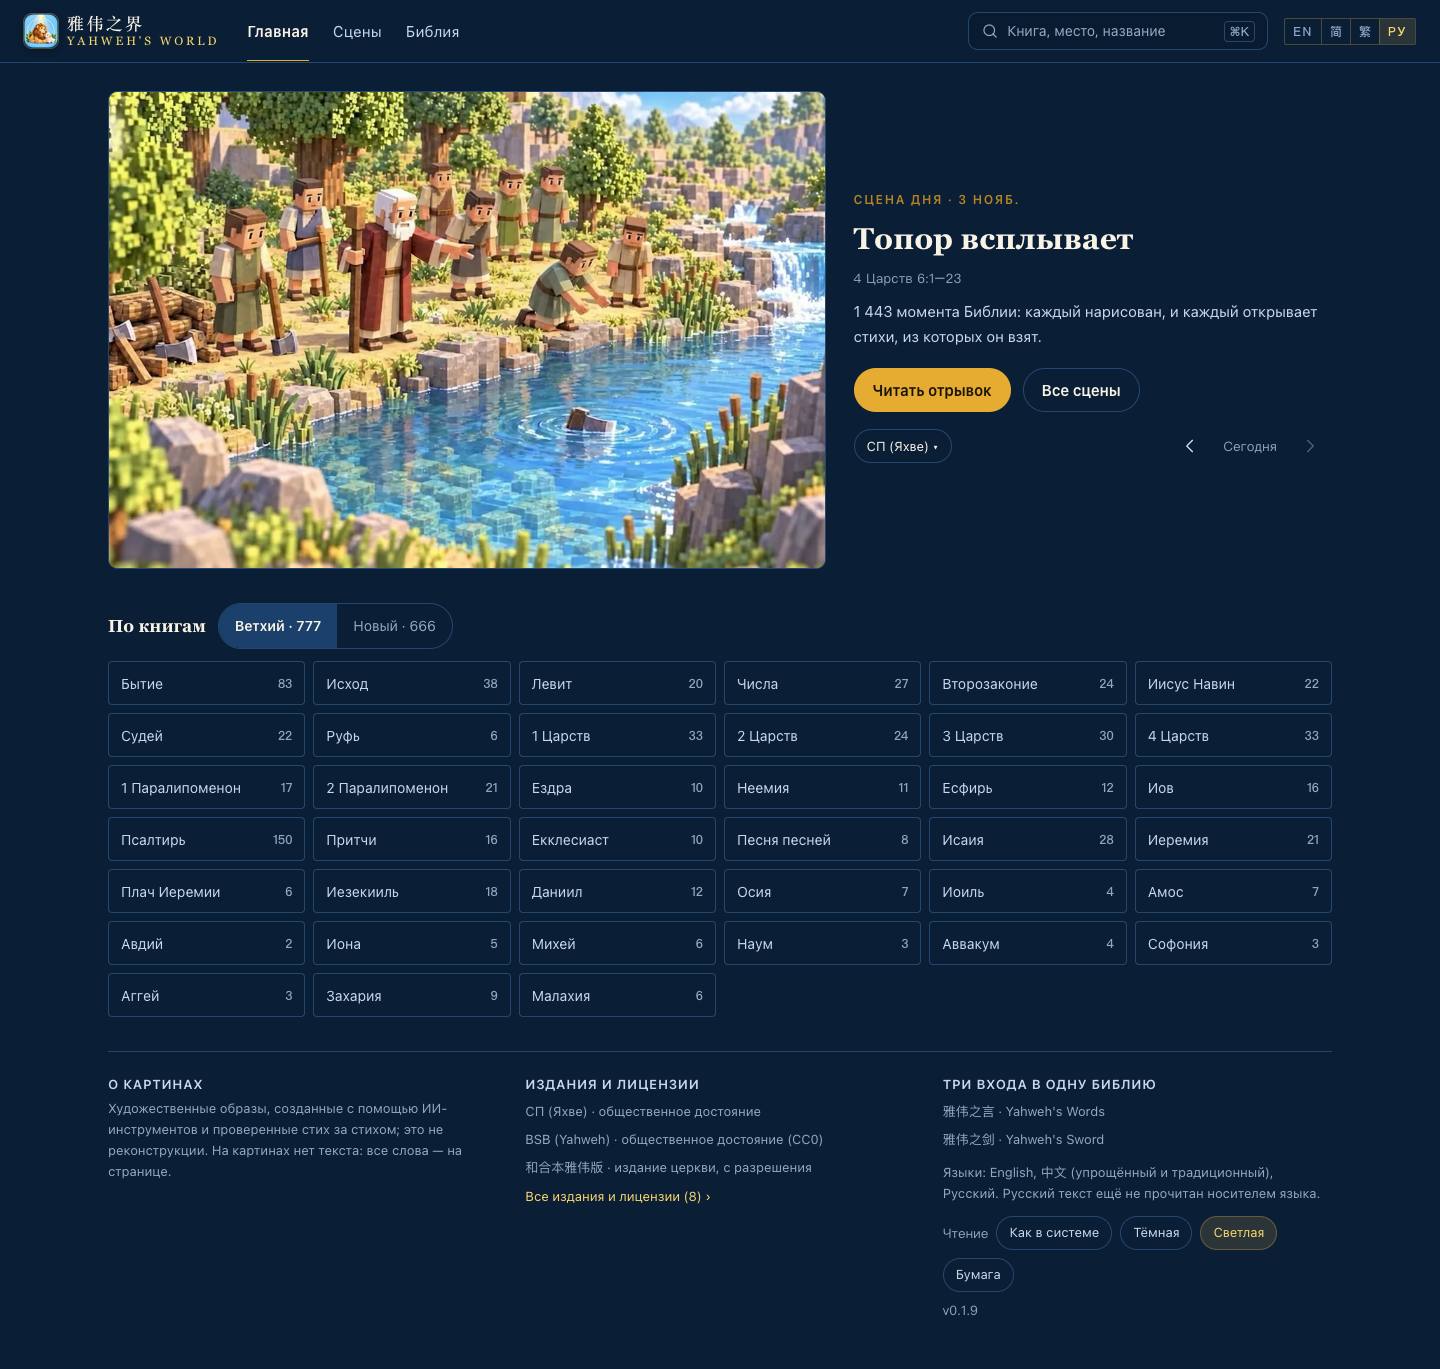 雅伟之界
YAHWEH'S WORLD
Главная
Сцены
Библия
Книга, место, название
⌘K
EN
简
繁
РУ
СЦЕНА ДНЯ · 3 НОЯБ.
Топор всплывает
4 Царств 6:1—23
1 443 момента Библии: каждый нарисован, и каждый открывает
стихи, из которых он взят.
Читать отрывок
Все сцены
СП (Яхве) ▾
Сегодня
По книгам
Ветхий · 777
Новый · 666
Бытие 83
Исход 38
Левит 20
Числа 27
Второзаконие 24
Иисус Навин 22
Судей 22
Руфь 6
1 Царств 33
2 Царств 24
3 Царств 30
4 Царств 33
1 Паралипоменон 17
2 Паралипоменон 21
Ездра 10
Неемия 11
Есфирь 12
Иов 16
Псалтирь 150
Притчи 16
Екклесиаст 10
Песня песней 8
Исаия 28
Иеремия 21
Плач Иеремии 6
Иезекииль 18
Даниил 12
Осия 7
Иоиль 4
Амос 7
Авдий 2
Иона 5
Михей 6
Наум 3
Аввакум 4
Софония 3
Аггей 3
Захария 9
Малахия 6
О КАРТИНАХ
Художественные образы, созданные с помощью ИИ-
инструментов и проверенные стих за стихом; это не
реконструкции. На картинах нет текста: все слова — на
странице.
ИЗДАНИЯ И ЛИЦЕНЗИИ
СП (Яхве) · общественное достояние
BSB (Yahweh) · общественное достояние (CC0)
和合本雅伟版 · издание церкви, с разрешения
Все издания и лицензии (8) ›
ТРИ ВХОДА В ОДНУ БИБЛИЮ
雅伟之言 · Yahweh's Words
雅伟之剑 · Yahweh's Sword
Языки: English, 中文 (упрощённый и традиционный),
Русский. Русский текст ещё не прочитан носителем языка.
Чтение
Как в системе
Тёмная
Светлая
Бумага
v0.1.9